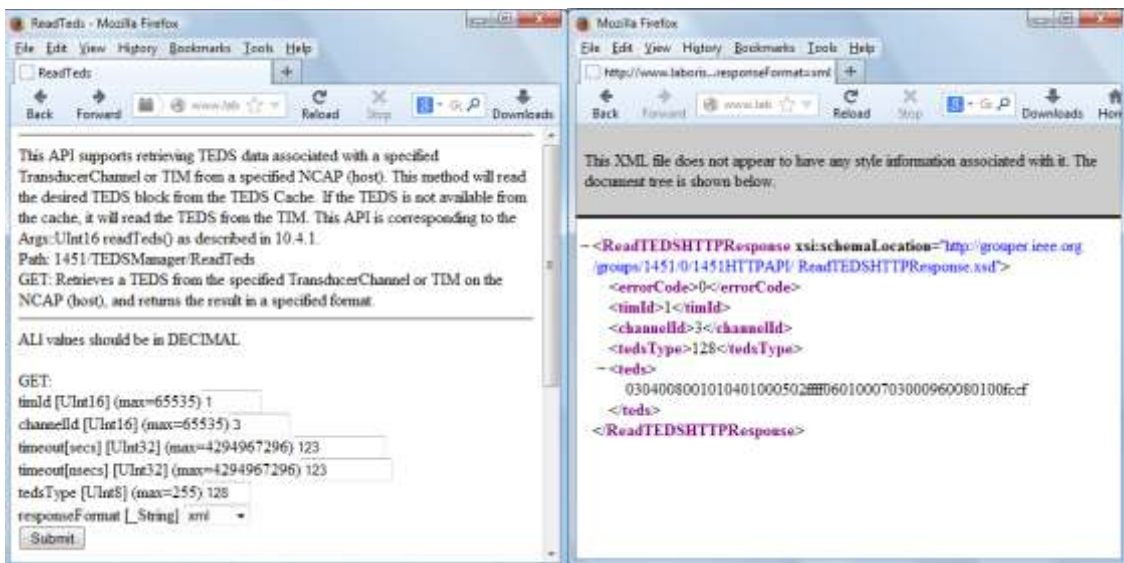 ReadTeds - Mozilla Firefox
File Edit View History Bookmarks Tools Help
ReadTeds
Back Forward Reload Stop Downloads
This API supports retrieving TEDS data associated with a specified
TransducerChannel or TIM from a specified NCAP (host). This method will read
the desired TEDS block from the TEDS Cache. If the TEDS is not available from
the cache, it will read the TEDS from the TIM. This API is corresponding to the
Args::UInt16 readTeds() as described in 10.4.1.
Path: 1451/TEDSManager/ReadTeds
GET: Retrieves a TEDS from the specified TransducerChannel or TIM on the
NCAP (host), and returns the result in a specified format.
ALl values should be in DECIMAL
GET:
timId [UInt16] (max=65535) 1
channelId [UInt16] (max=65535) 3
timeout[secs] [UInt32] (max=4294967296) 123
timeout[nsecs] [UInt32] (max=4294967296) 123
tedsType [UInt8] (max=255) 128
responseFormat [_String] xml
Submit
Mozilla Firefox
File Edit View History Bookmarks Tools Help
http://www.laboris...responseFormat=xml
Back Forward Reload Stop Downloads
This XML file does not appear to have any style information associated with it. The
document tree is shown below.
-<ReadTEDSHTTPResponse xsi:schemaLocation="http://grouper.ieee.org
/groups/1451/0/1451HTTPAPI/ ReadTEDSHTTPResponse.xsd">
<errorCode>0</errorCode>
<timId>1</timId>
<channelId>3</channelId>
<tedsType>128</tedsType>
-<teds>
</teds>
</ReadTEDSHTTPResponse>